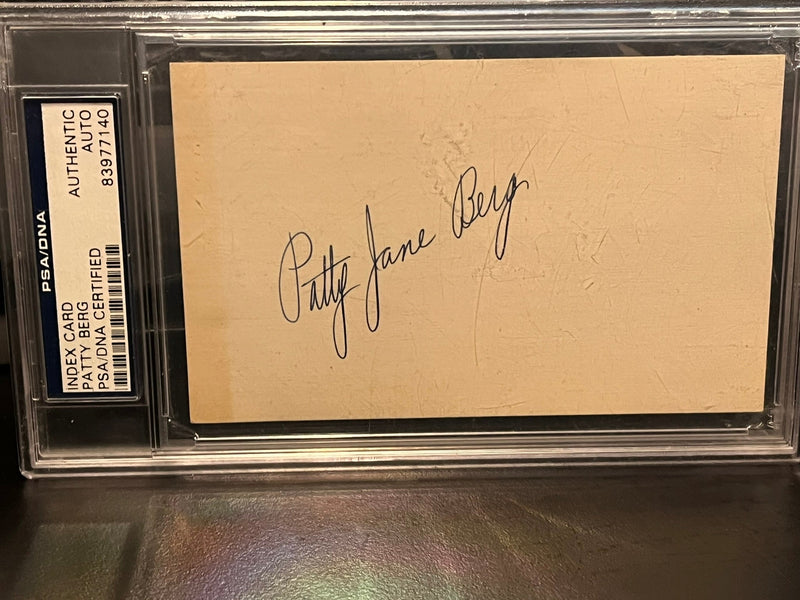 PSA/DNA
INDEX CARD
PATTY BERG
PSA/DNA CERTIFIED
AUTHENTIC
AUTO
83977140
Patty Jane Berg